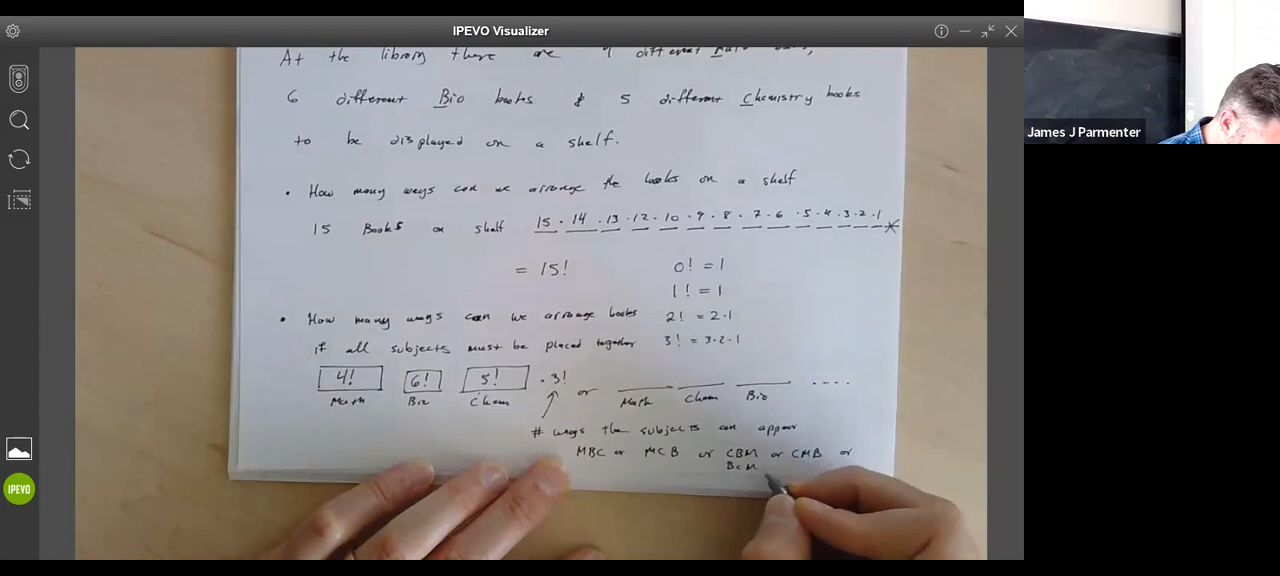 IPEVO Visualizer
At the library there are 4 different Math books,
6 different Bio books & 5 different Chemistry books
to be displayed on a shelf.
• How many ways can we arrange the books on a shelf
15 Books on shelf 15 · 14 · 13 · 12 · 10 · 9 · 8 · 7 · 6 · 5 · 4 · 3 · 2 · 1
= 15! 0! = 1
1! = 1
• How many ways can we arrange books 2! = 2·1
if all subjects must be placed together 3! = 3·2·1
4! 6! 5! · 3! or ....
Math Bio Chem Math Chem Bio
# ways the subjects can appear
MBC or MCB or CBM or CMB or
BCM
James J Parmenter
IPEVO